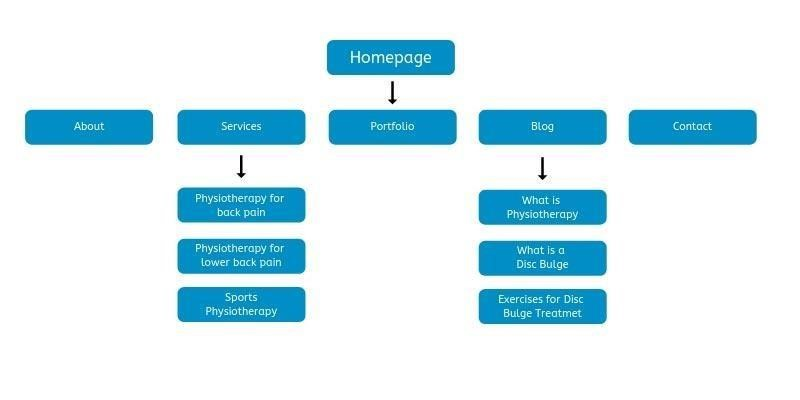 Homepage
About
Services
Portfolio
Blog
Contact
Physiotherapy for
back pain
Physiotherapy for
lower back pain
Sports
Physiotherapy
What is
Physiotherapy
What is a
Disc Bulge
Exercises for Disc
Bulge Treatmet